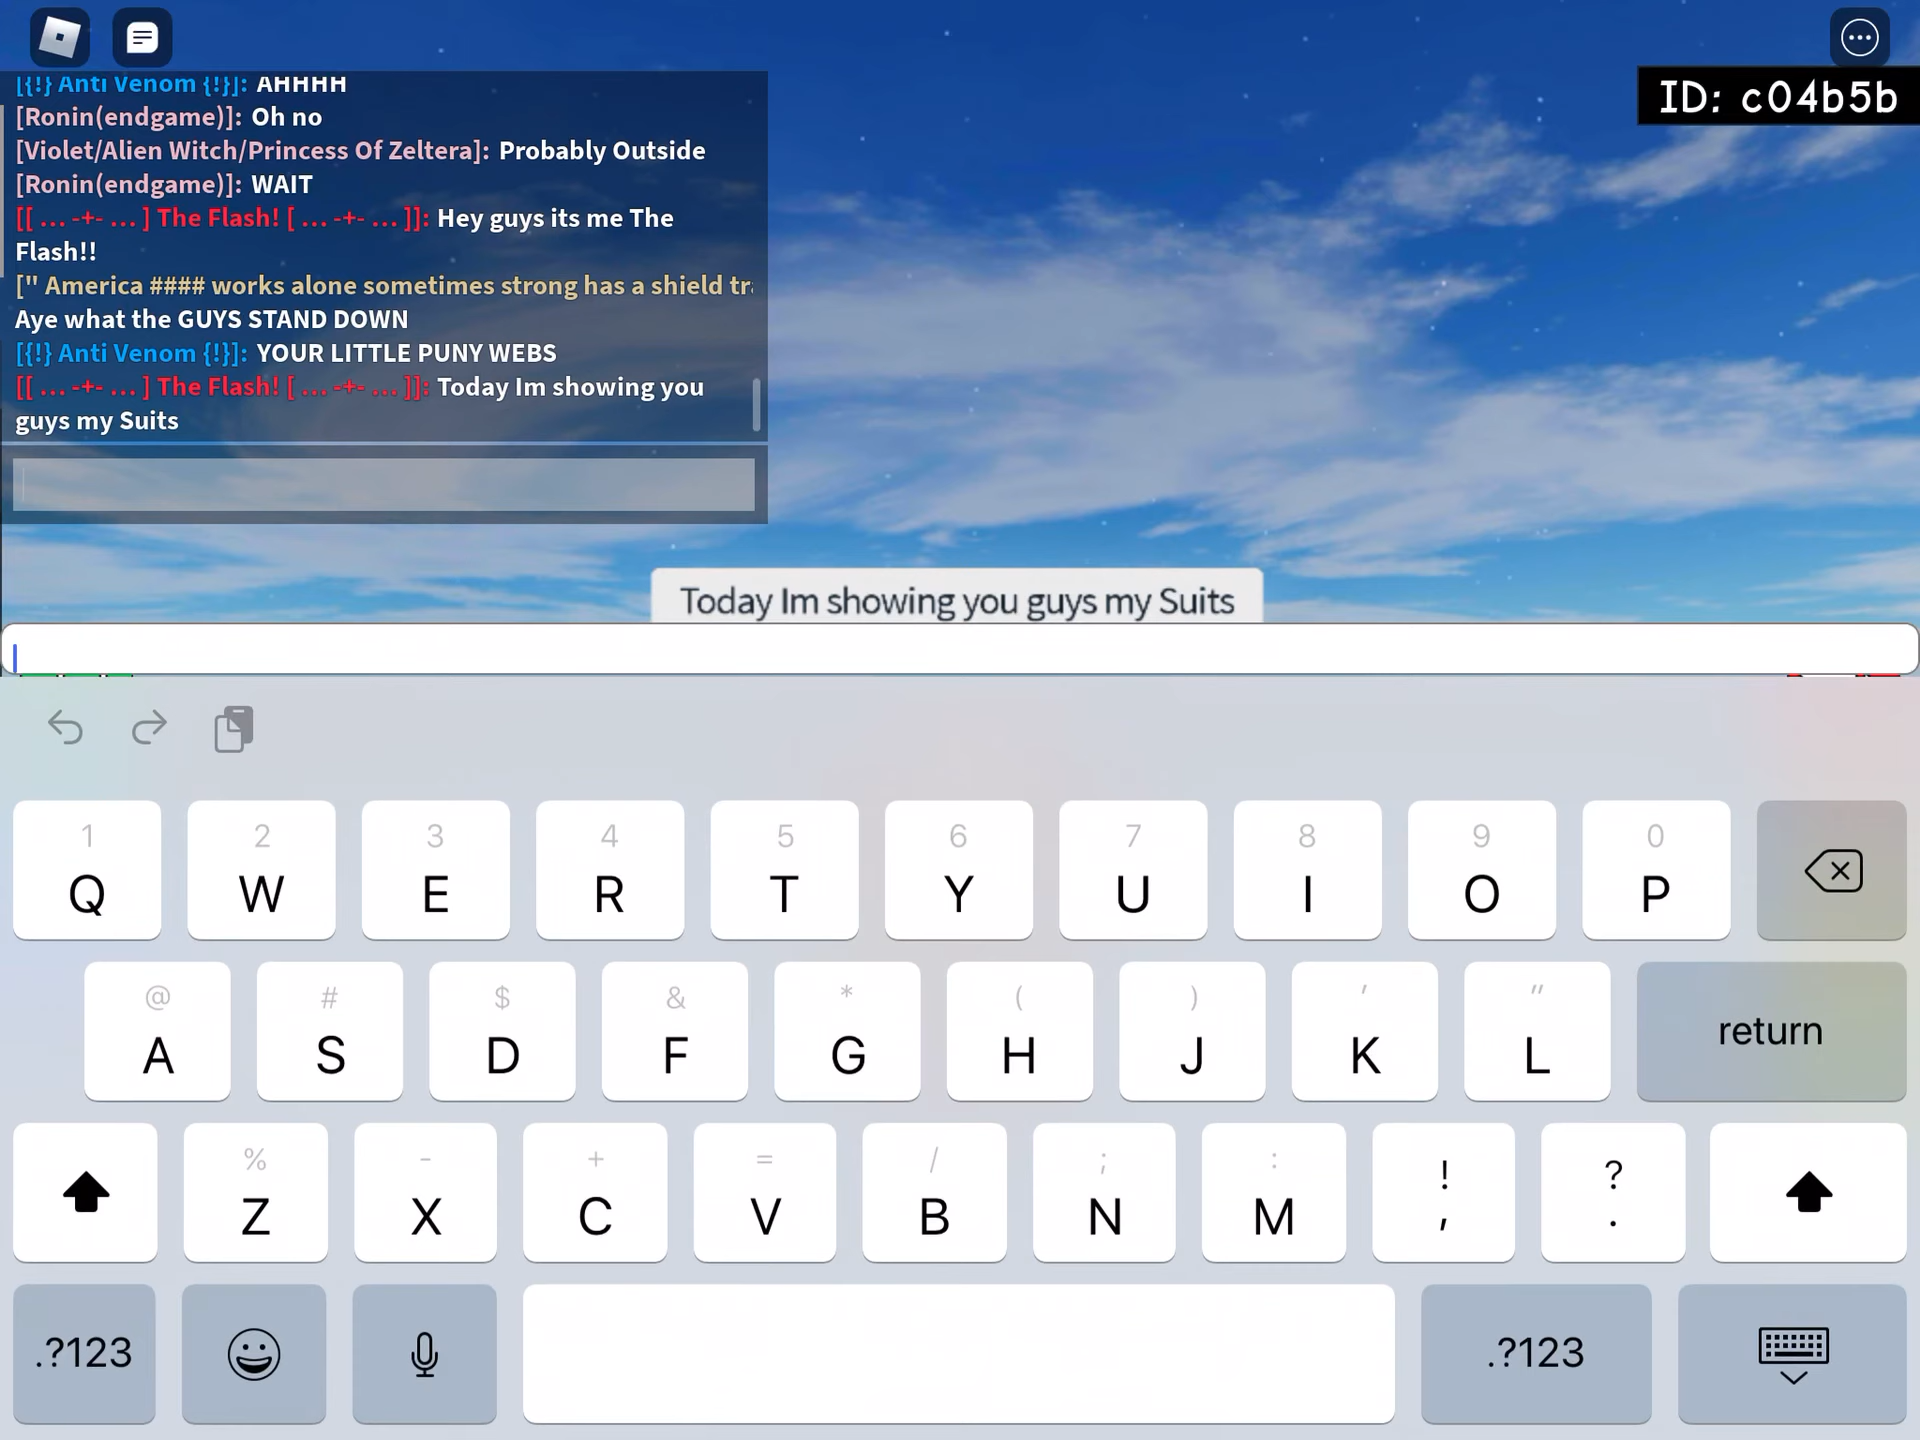 [{!} Anti Venom {!}]: AHHHH
[Ronin(endgame)]: Oh no
[Violet/Alien Witch/Princess Of Zeltera]: Probably Outside
[Ronin(endgame)]: WAIT
[[ ... -+- ... ] The Flash! [ ... -+- ... ]]: Hey guys its me The
Flash!!
[" America #### works alone sometimes strong has a shield
Aye what the GUYS STAND DOWN
[{!} Anti Venom {!}]: YOUR LITTLE PUNY WEBS
[[ ... -+- ... ] The Flash! [ ... -+- ... ]]: Today Im showing you
guys my Suits
ID: c04b5b
Today Im showing you guys my Suits
1 2 3 4 5 6 7 8 9 0
Q W E R T Y U I O P
@ # $ & * ( ) ' "
A S D F G H J K L return
% - + = / ; : ! ?
Z X C V B N M , .
.?123 .?123